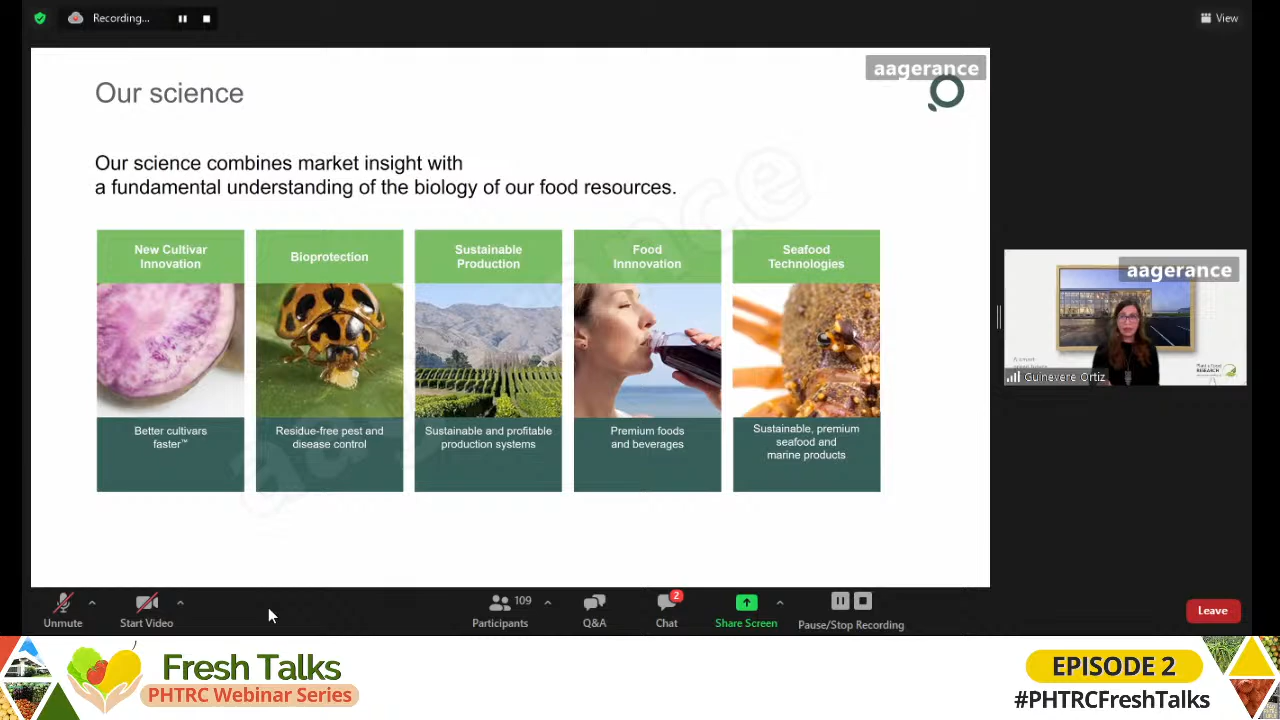 Recording...
View
aagerance
Our science
Our science combines market insight with
a fundamental understanding of the biology of our food resources.
New Cultivar
Innovation
Bioprotection
Sustainable
Production
Food
Innnovation
Seafood
Technologies
Better cultivars
faster™
Residue-free pest and
disease control
Sustainable and profitable
production systems
Premium foods
and beverages
Sustainable, premium
seafood and
marine products
aagerance
aagerance
Guinevere Ortiz
RESEARCH
Unmute
Start Video
109
Participants
Q&A
2
Chat
Share Screen
Pause/Stop Recording
Leave
Fresh Talks
PHTRC Webinar Series
EPISODE 2
#PHTRCFreshTalks